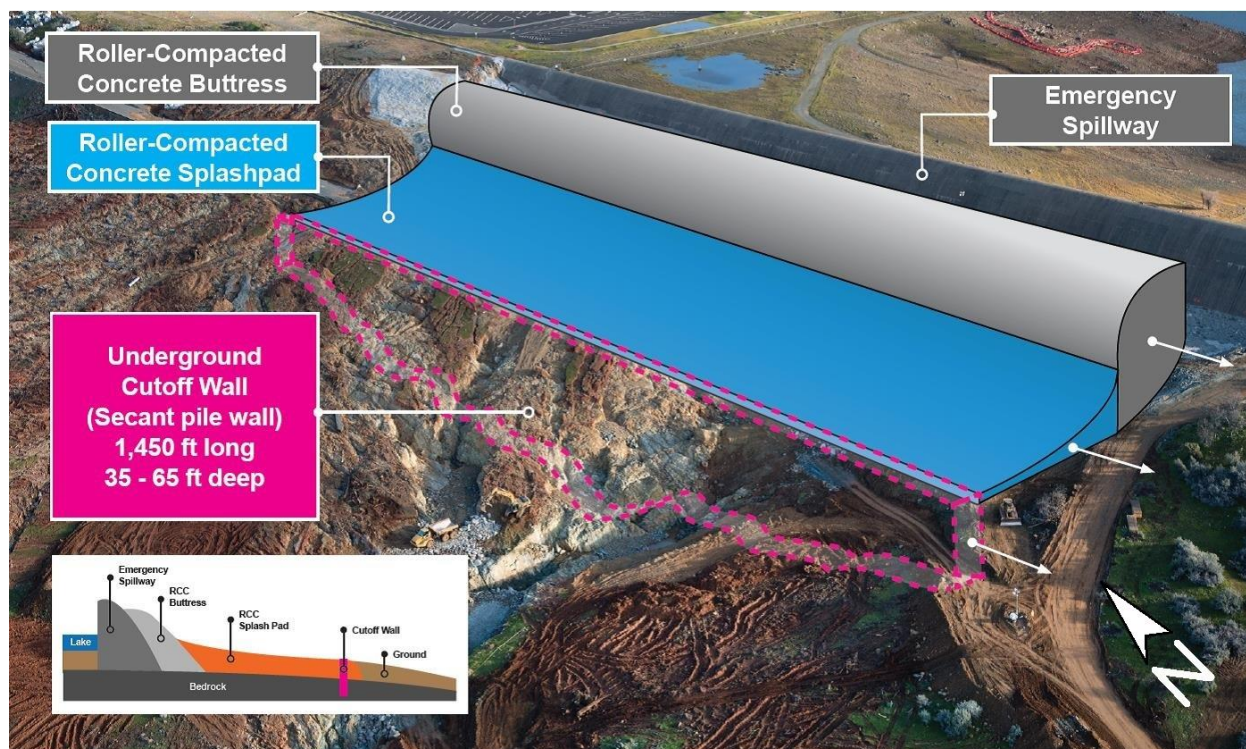 Roller-Compacted
Concrete Buttress
Emergency
Spillway
Roller-Compacted
Concrete Splashpad
Underground
Cutoff Wall
(Secant pile wall)
1,450 ft long
35 - 65 ft deep
Emergency
Spillway
RCC
Buttress
RCC
Splash Pad
Cutoff Wall
Lake
Ground
Bedrock
N